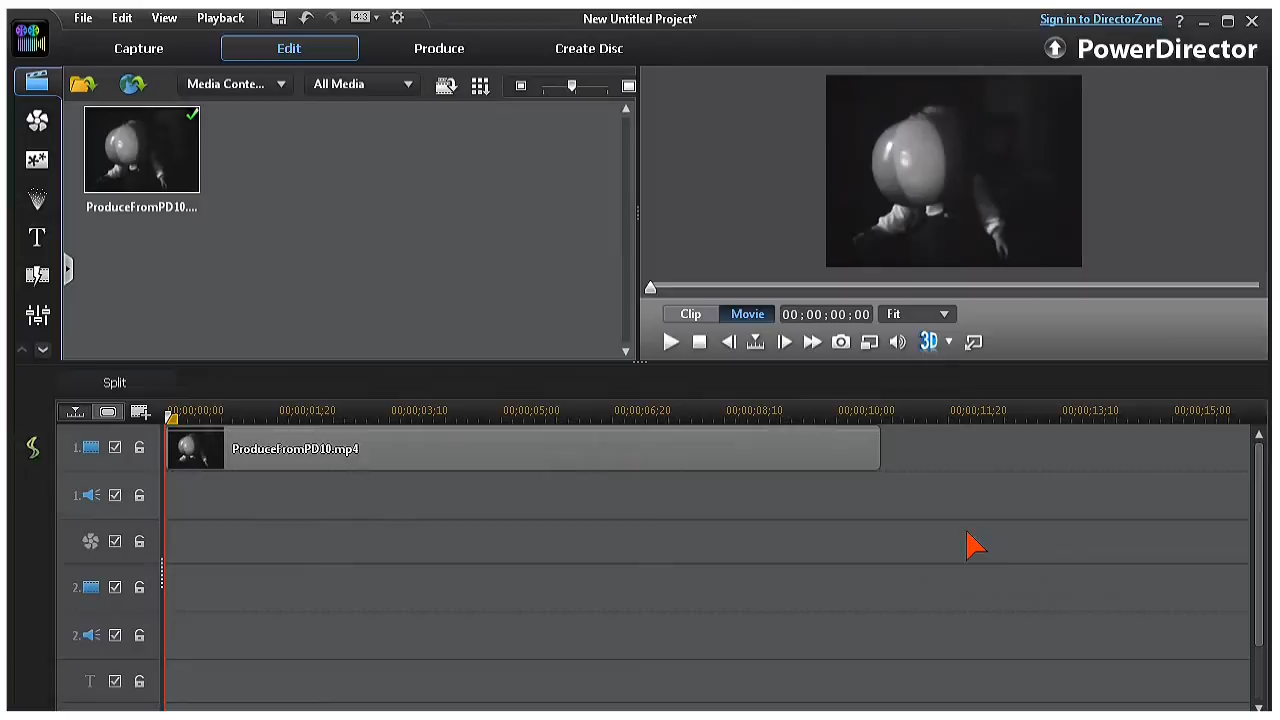 File Edit View Playback 4:3 New Untitled Project* Sign in to DirectorZone ?
Capture Edit Produce Create Disc PowerDirector
Media Conte... All Media
ProduceFromPD10....
T
Clip Movie 00;00;00;00 Fit
3D
Split
00;00;00;00 00;00;01;20 00;00;03;10 00;00;05;00 00;00;06;20 00;00;08;10 00;00;10;00 00;00;11;20 00;00;13;10 00;00;15;00
1. ProduceFromPD10.mp4
1.
2.
2.
T